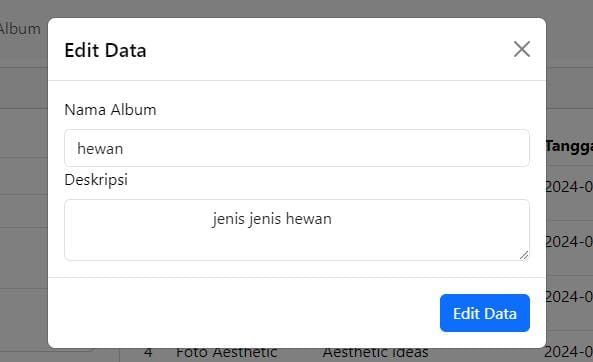 Album
Edit Data
Nama Album
hewan
Deskripsi
jenis jenis hewan
Edit Data
Tangga
2024-0
2024-0
2024-0
4 Foto Aesthetic Aesthetic Ideas 2024-0